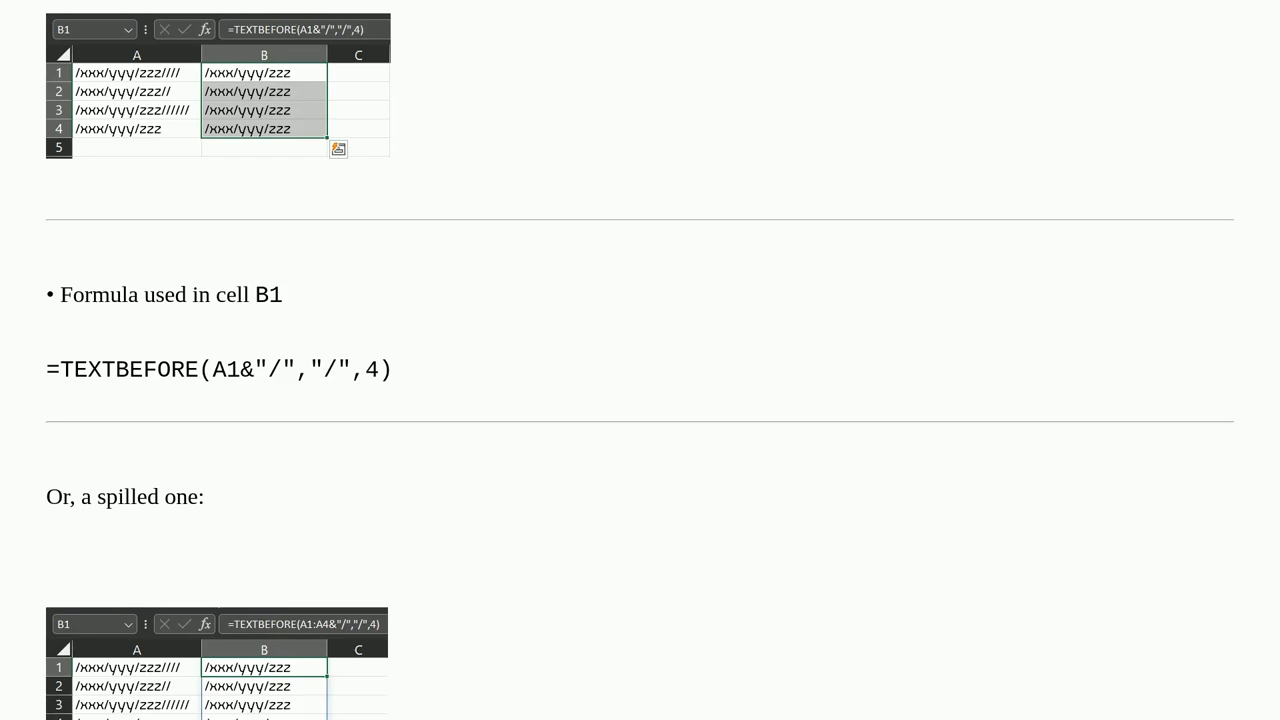 B1 =TEXTBEFORE(A1&"/","/",4)
A B C
1 /xxx/yyy/zzz//// /xxx/yyy/zzz
2 /xxx/yyy/zzz// /xxx/yyy/zzz
3 /xxx/yyy/zzz////// /xxx/yyy/zzz
4 /xxx/yyy/zzz /xxx/yyy/zzz
5
• Formula used in cell B1
=TEXTBEFORE(A1&"/","/",4)
Or, a spilled one:
B1 =TEXTBEFORE(A1:A4&"/","/",4)
A B C
1 /xxx/yyy/zzz//// /xxx/yyy/zzz
2 /xxx/yyy/zzz// /xxx/yyy/zzz
3 /xxx/yyy/zzz////// /xxx/yyy/zzz